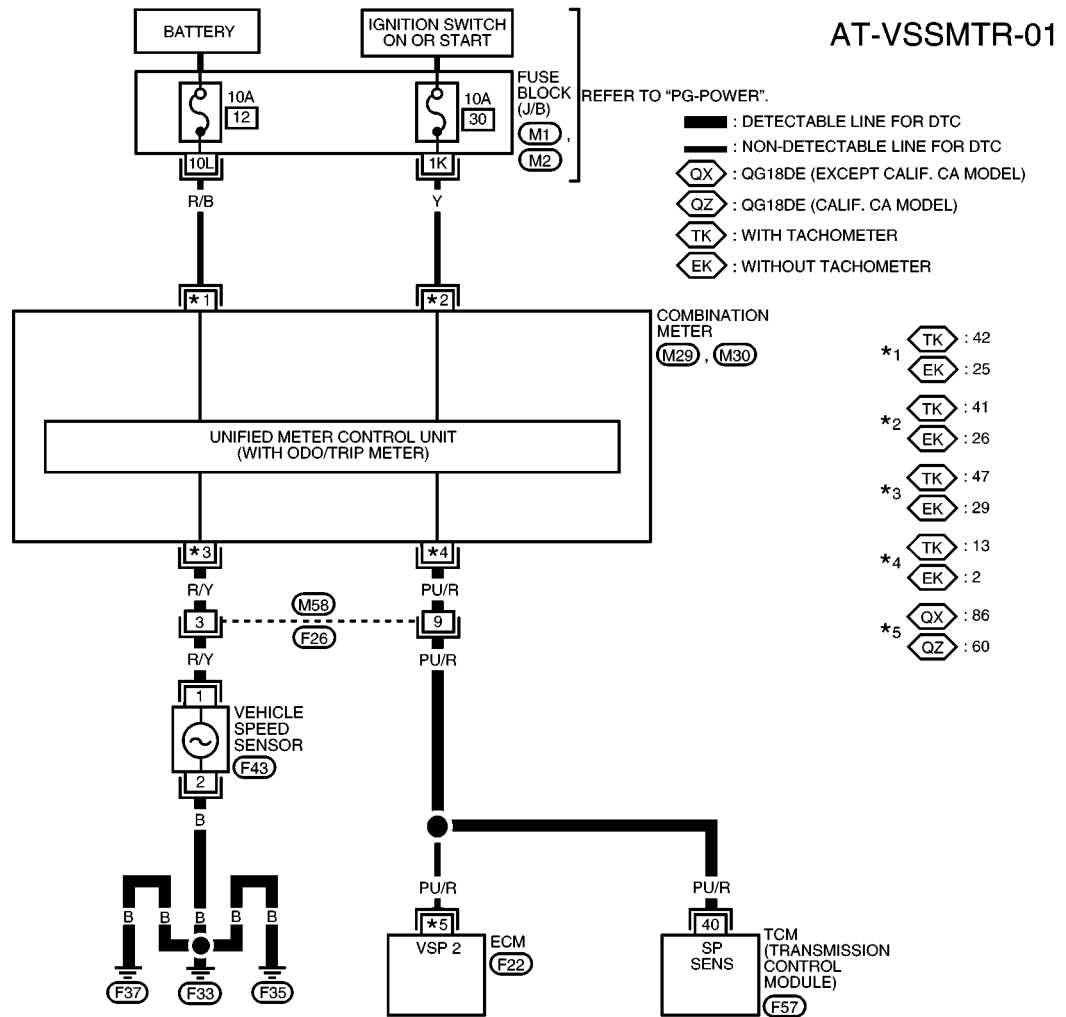 AT-VSSMTR-01
BATTERY
IGNITION SWITCH
ON OR START
10A
12
10A
30
FUSE
BLOCK
(J/B)
M1 ,
M2
REFER TO “PG-POWER”.
: DETECTABLE LINE FOR DTC
: NON-DETECTABLE LINE FOR DTC
QX : QG18DE (EXCEPT CALIF. CA MODEL)
QZ : QG18DE (CALIF. CA MODEL)
TK : WITH TACHOMETER
EK : WITHOUT TACHOMETER
10L
1K
R/B
Y
*1
*2
COMBINATION
METER
M29 , M30
UNIFIED METER CONTROL UNIT
(WITH ODO/TRIP METER)
*1 TK : 42
EK : 25
*2 TK : 41
EK : 26
*3 TK : 47
EK : 29
*4 TK : 13
EK : 2
*5 QX : 86
QZ : 60
*3
*4
R/Y
PU/R
3
M58
F26
9
R/Y
PU/R
1
VEHICLE
SPEED
SENSOR
F43
2
B
B
B
B
B
B
F37
F33
F35
PU/R
PU/R
*5
VSP 2
ECM
F22
40
SP
SENS
TCM
(TRANSMISSION
CONTROL
MODULE)
F57